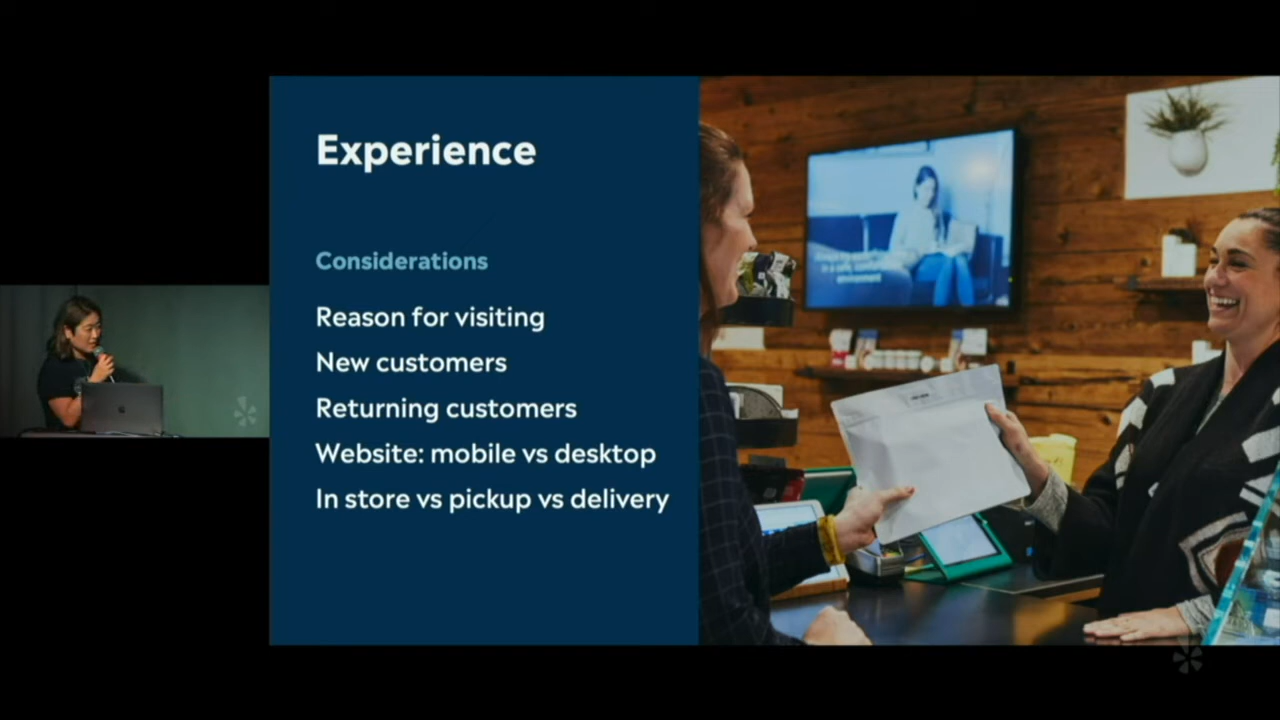 Experience
Considerations
Reason for visiting
New customers
Returning customers
Website: mobile vs desktop
In store vs pickup vs delivery